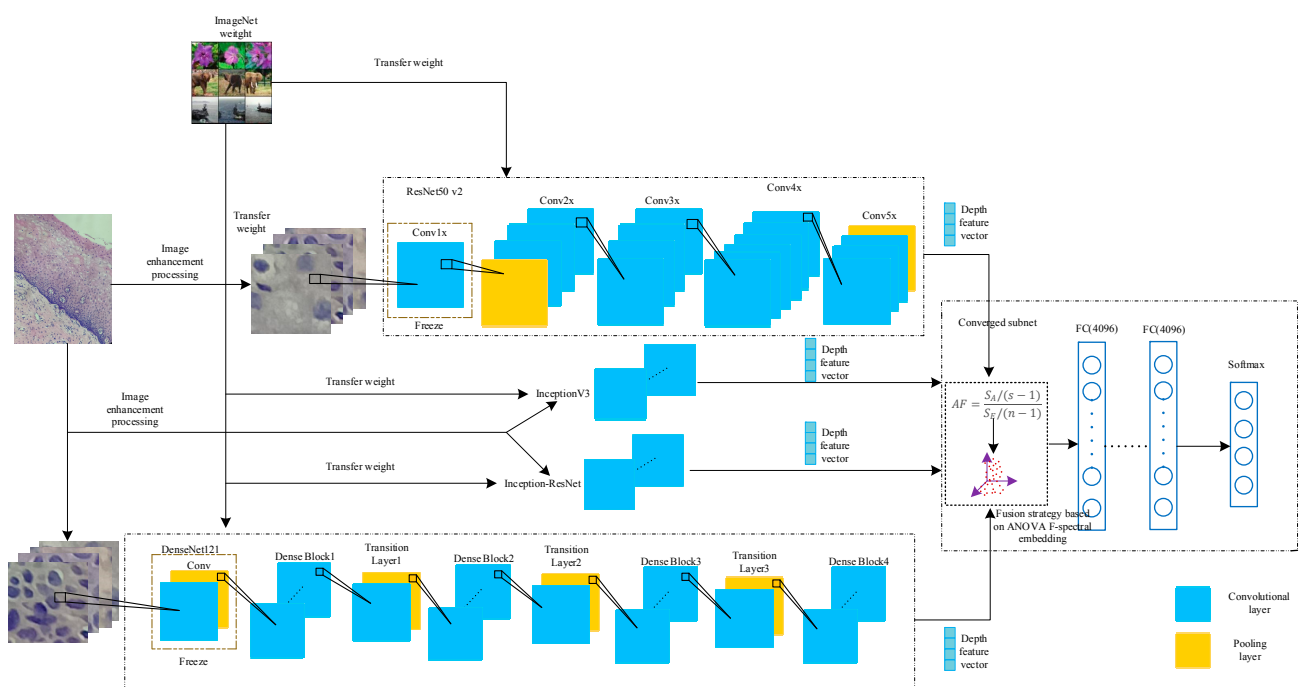 ImageNet
weitght
Transfer weight
ResNet50 v2
Conv1x
Freeze
Conv2x
Conv3x
Conv4x
Conv5x
Transfer
weight
Image
enhancement
processing
Depth
feature
vector
Converged subnet
FC(4096)
FC(4096)
Softmax
Transfer weight
InceptionV3
Depth
feature
vector
Image
enhancement
processing
AF = S_A/(s − 1) / S_E/(n − 1)
Transfer weight
Inception-ResNet
Depth
feature
vector
Fusion strategy based
on ANOVA F-spectral
embedding
DenseNet121
Conv
Freeze
Dense Block1
Transition
Layer1
Dense Block2
Transition
Layer2
Dense Block3
Transition
Layer3
Dense Block4
Depth
feature
vector
Convolutional
layer
Pooling
layer